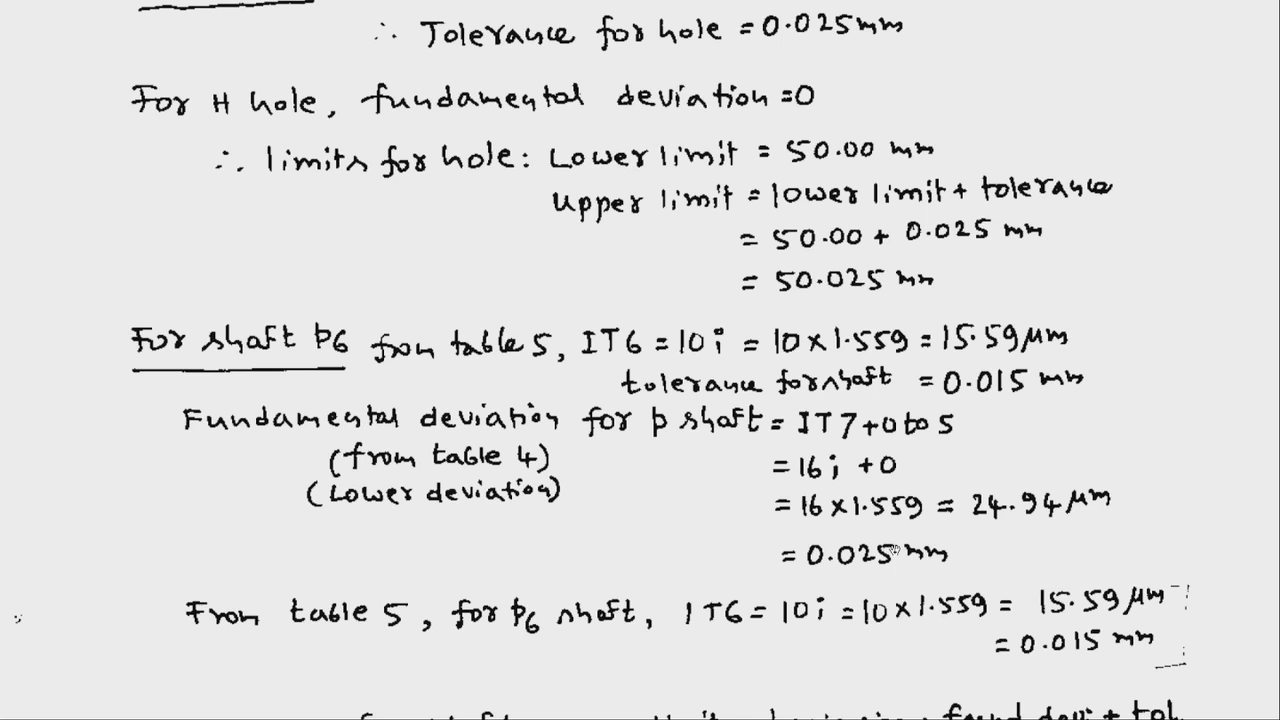 ∴ Tolerance for hole = 0.025mm
For H hole, fundamental deviation =0
∴ limits for hole: Lower limit = 50.00 mm
Upper limit = lower limit + tolerance
= 50.00 + 0.025 mm
= 50.025 mm
For shaft p6 from table 5, IT6 = 10i = 10 × 1.559 = 15.59 μm
tolerance for shaft = 0.015 mm
Fundamental deviation for p shaft = IT7+0 to 5
(from table 4) = 16i +0
(Lower deviation) = 16 × 1.559 = 24.94 μm
= 0.025 mm
From table 5, for p6 shaft, IT6 = 10i = 10 × 1.559 = 15.59 μm
= 0.015 mm